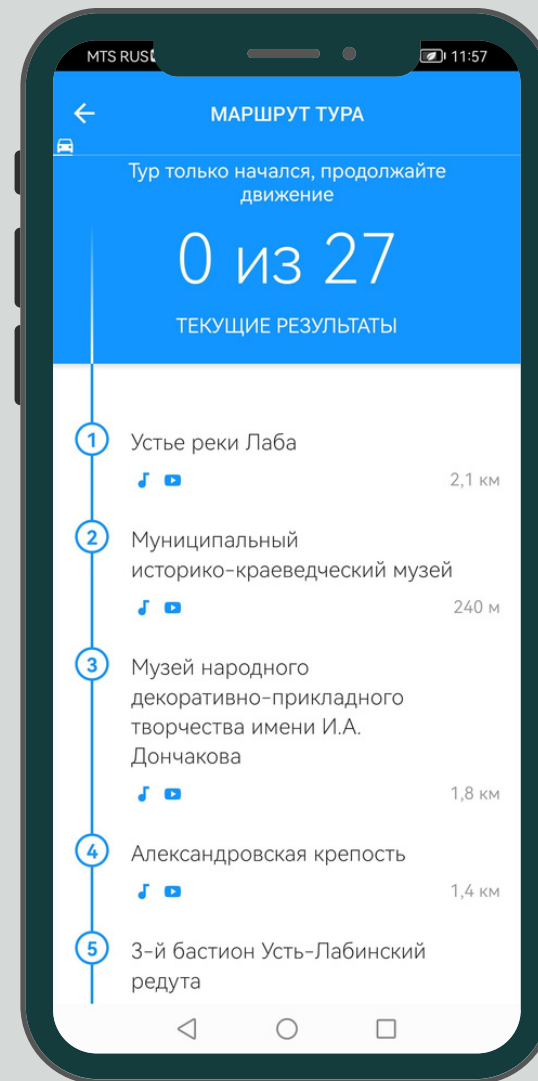 MTS RUS
11:57
МАРШРУТ ТУРА
Тур только начался, продолжайте
движение
0 из 27
ТЕКУЩИЕ РЕЗУЛЬТАТЫ
1
Устье реки Лаба
2,1 км
2
Муниципальный
историко-краеведческий музей
240 м
3
Музей народного
декоративно-прикладного
творчества имени И.А.
Дончакова
1,8 км
4
Александровская крепость
1,4 км
5
3-й бастион Усть-Лабинский
редута